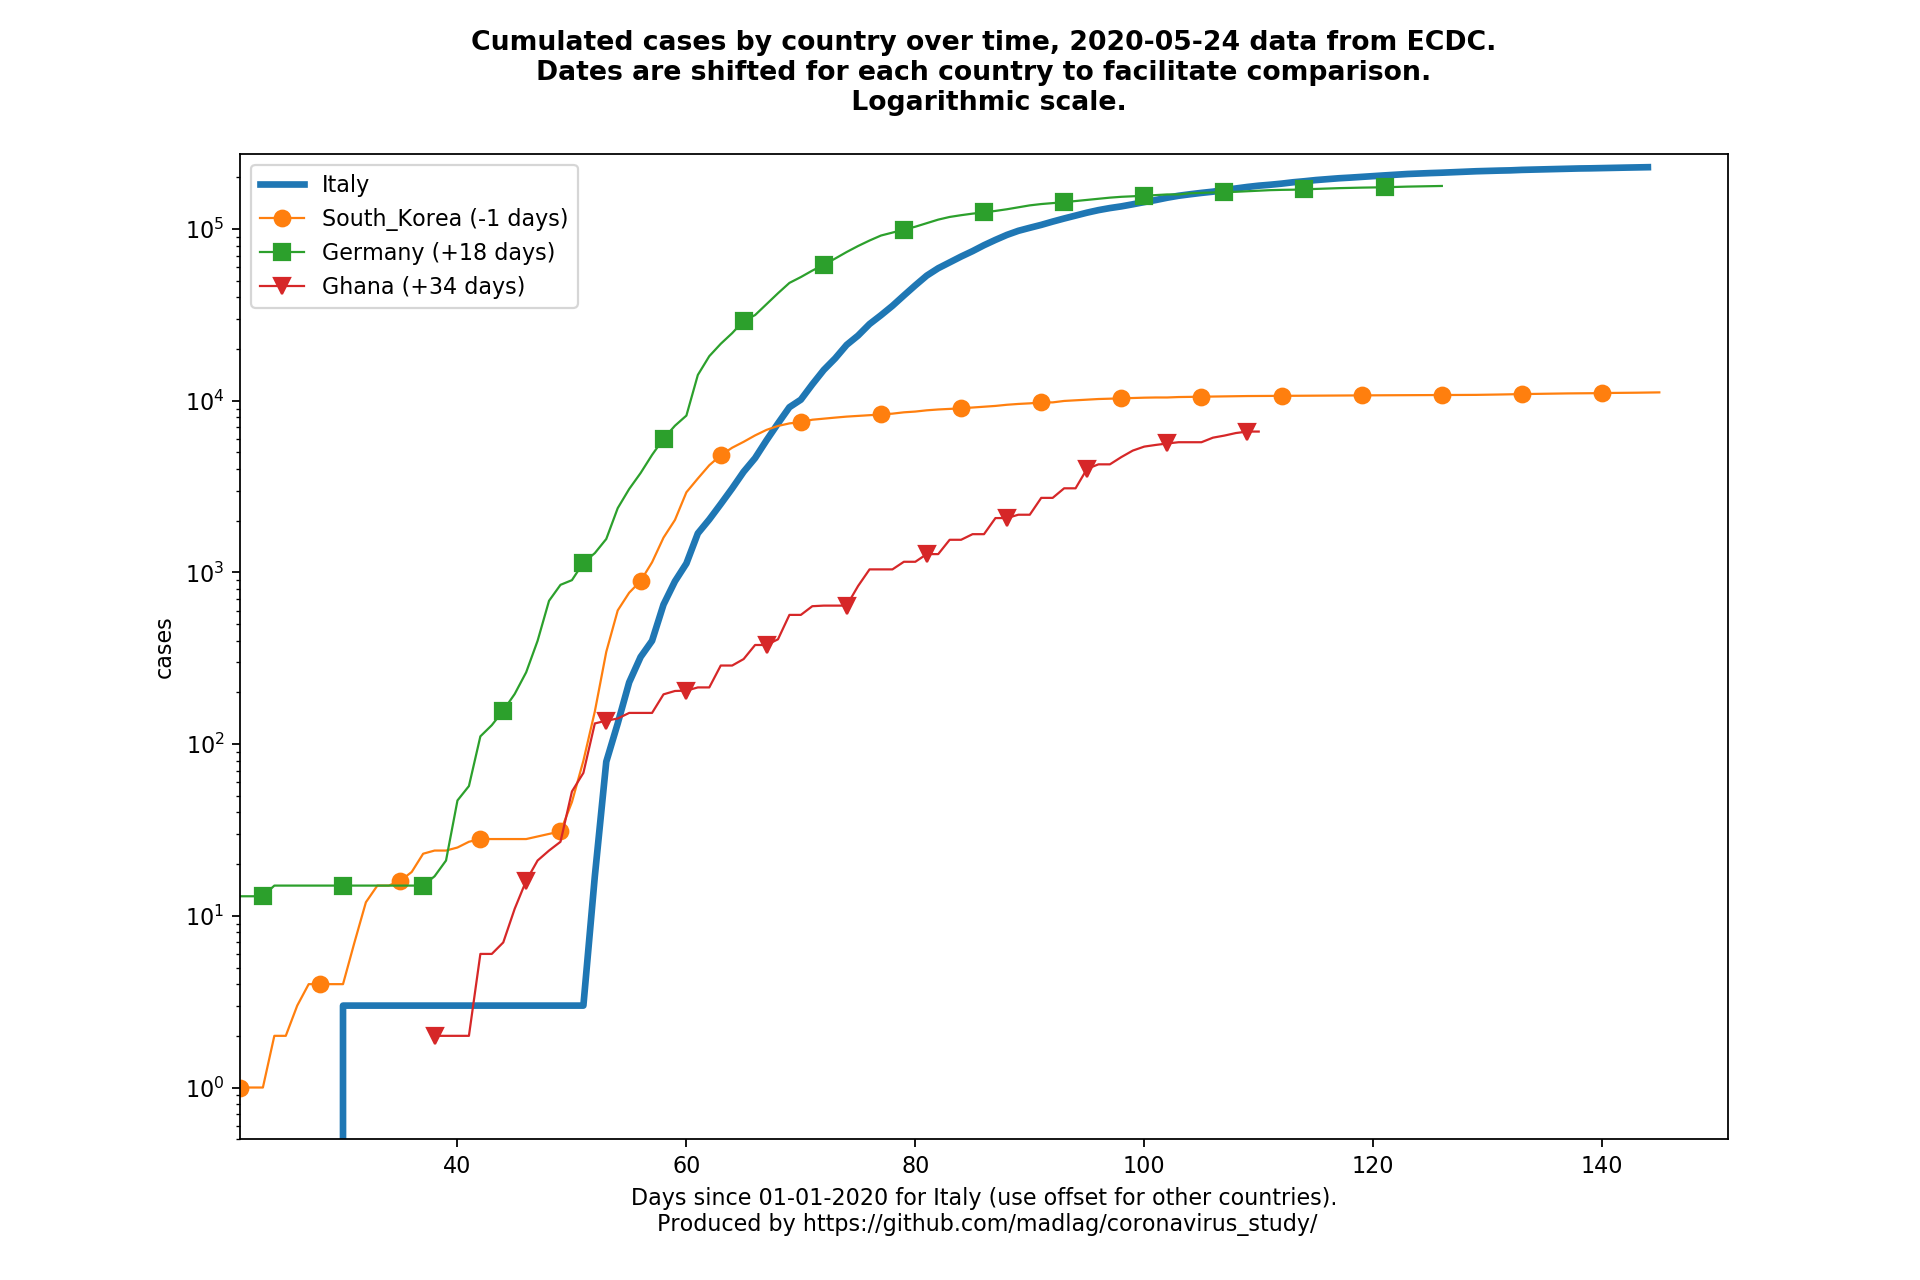 Cumulated cases by country over time, 2020-05-24 data from ECDC.
Dates are shifted for each country to facilitate comparison.
Logarithmic scale.
Italy
South_Korea (-1 days)
Germany (+18 days)
Ghana (+34 days)
10^5
10^4
10^3
10^2
10^1
10^0
cases
40 60 80 100 120 140
Days since 01-01-2020 for Italy (use offset for other countries).
Produced by https://github.com/madlag/coronavirus_study/